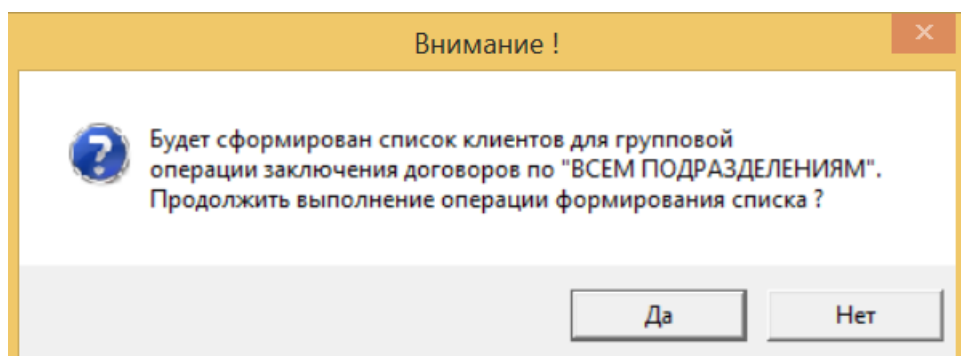 Внимание !
Будет сформирован список клиентов для групповой
операции заключения договоров по "ВСЕМ ПОДРАЗДЕЛЕНИЯМ".
Продолжить выполнение операции формирования списка ?
Да Нет